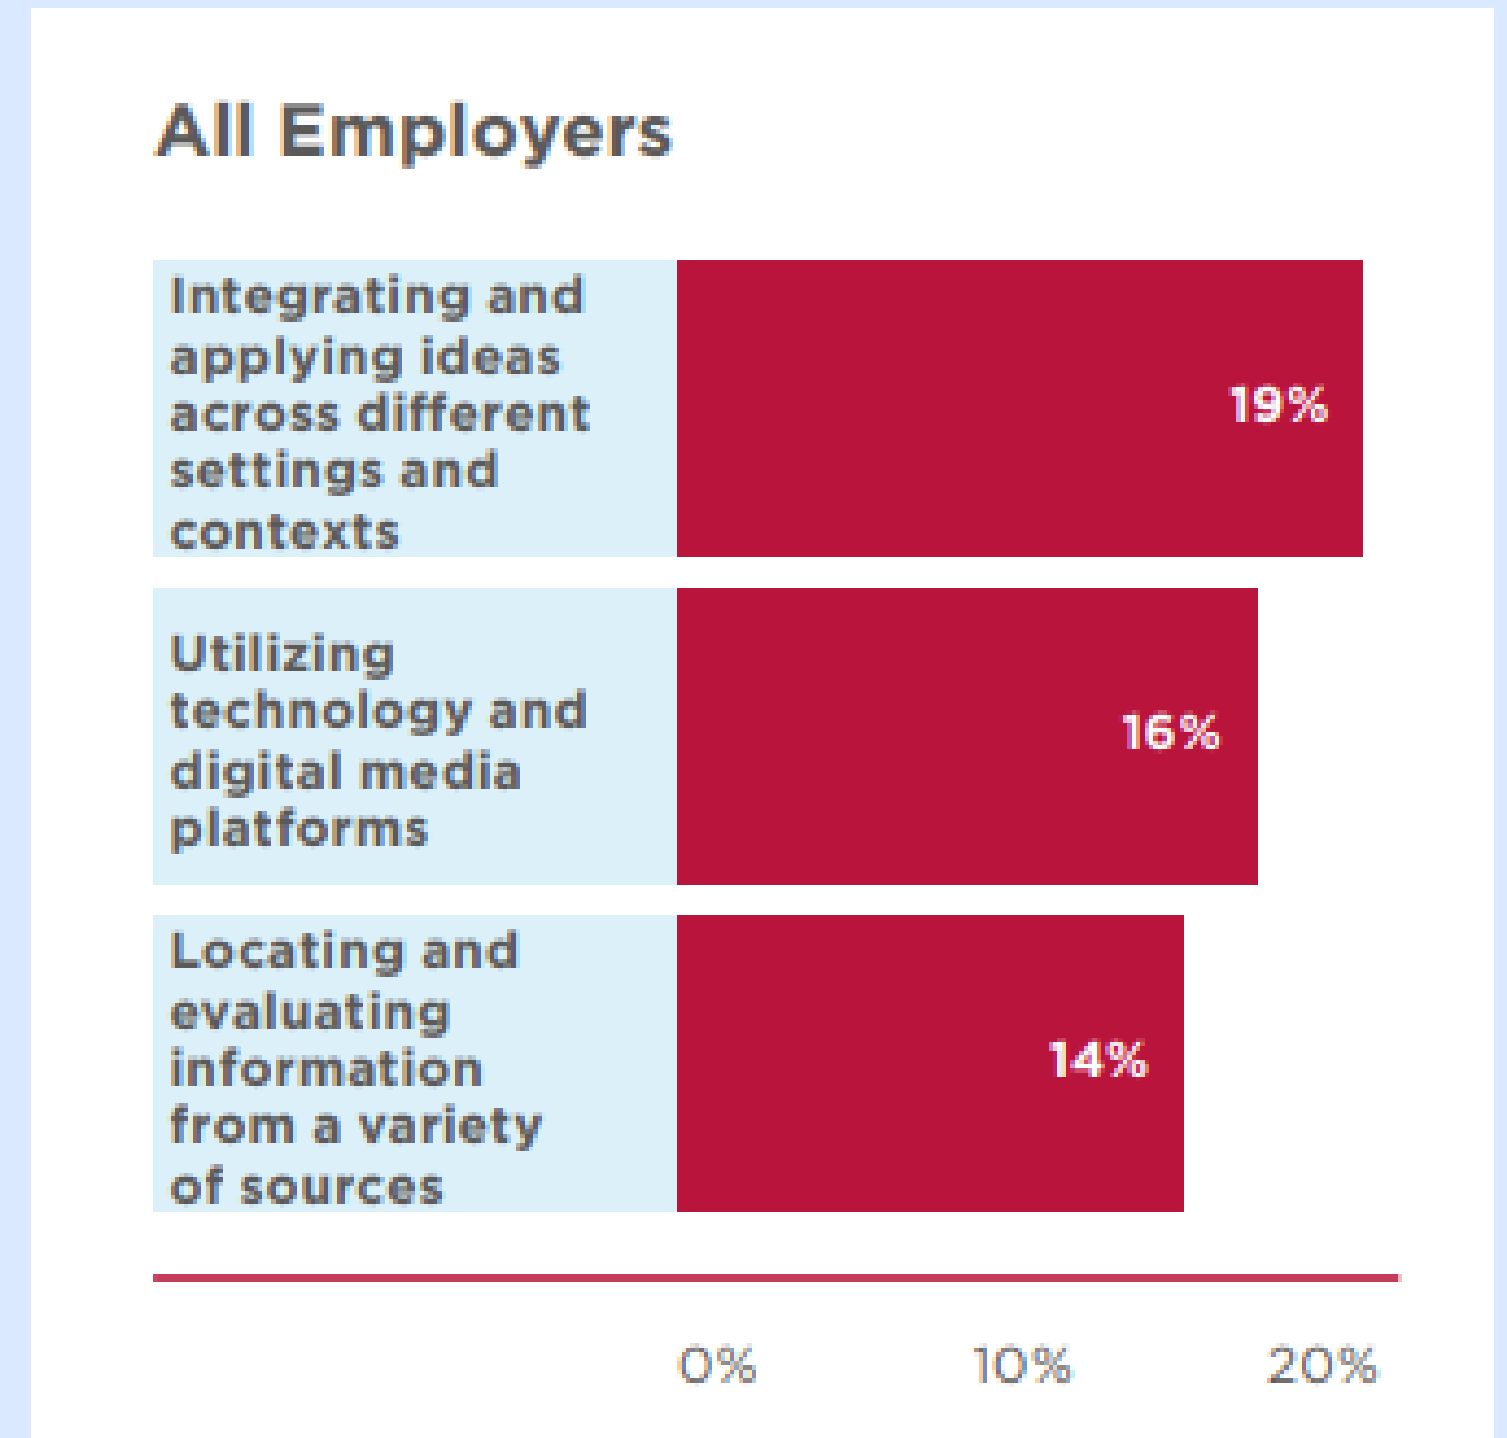 All Employers
Integrating and
applying ideas
across different
settings and
contexts
19%
Utilizing
technology and
digital media
platforms
16%
Locating and
evaluating
information
from a variety
of sources
14%
0% 10% 20%